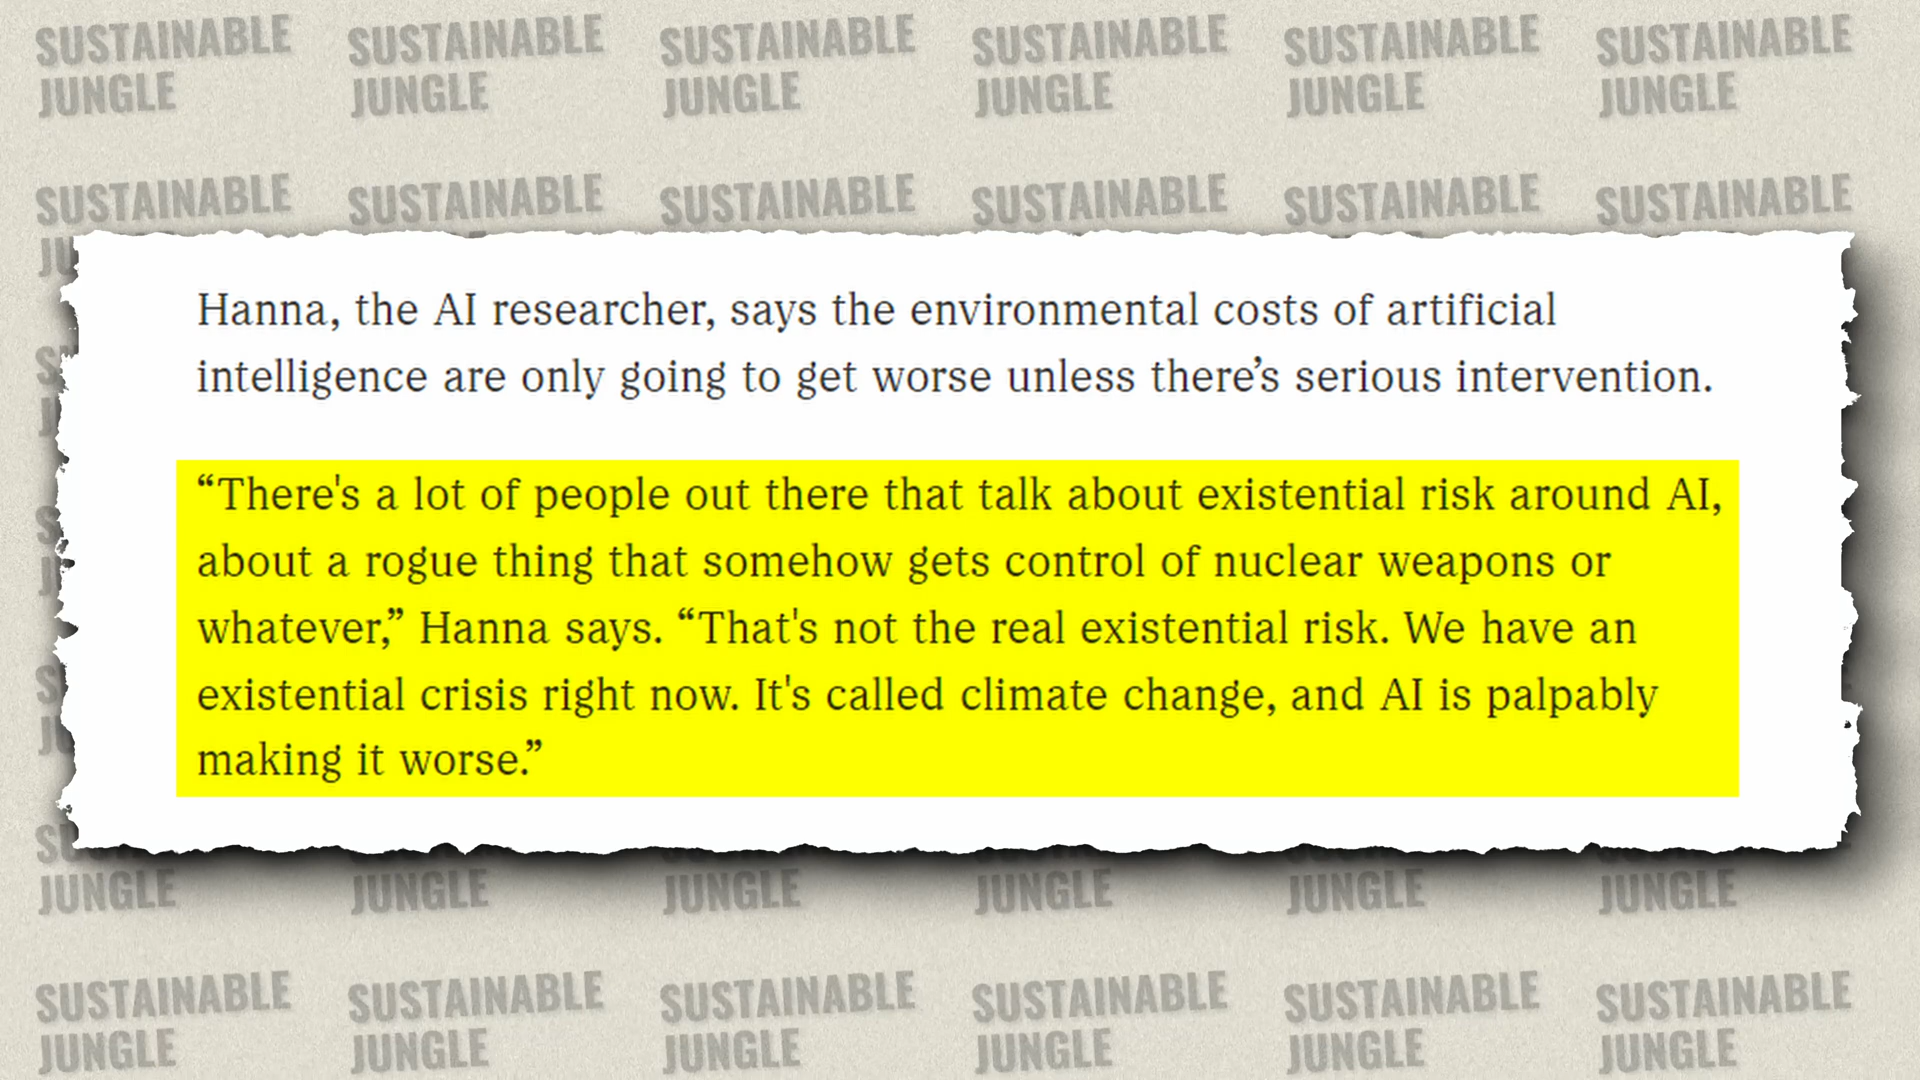 SUSTAINABLE SUSTAINABLE SUSTAINABLE SUSTAINABLE SUSTAINABLE SUSTAINABLE
JUNGLE JUNGLE JUNGLE JUNGLE JUNGLE JUNGLE
SUSTAINABLE SUSTAINABLE SUSTAINABLE SUSTAINABLE SUSTAINABLE SUSTAINABLE
Hanna, the AI researcher, says the environmental costs of artificial
intelligence are only going to get worse unless there’s serious intervention.
“There's a lot of people out there that talk about existential risk around AI,
about a rogue thing that somehow gets control of nuclear weapons or
whatever,” Hanna says. “That's not the real existential risk. We have an
existential crisis right now. It's called climate change, and AI is palpably
making it worse.”
JUNGLE JUNGLE JUNGLE JUNGLE JUNGLE JUNGLE
SUSTAINABLE SUSTAINABLE SUSTAINABLE SUSTAINABLE SUSTAINABLE SUSTAINABLE
JUNGLE JUNGLE JUNGLE JUNGLE JUNGLE JUNGLE